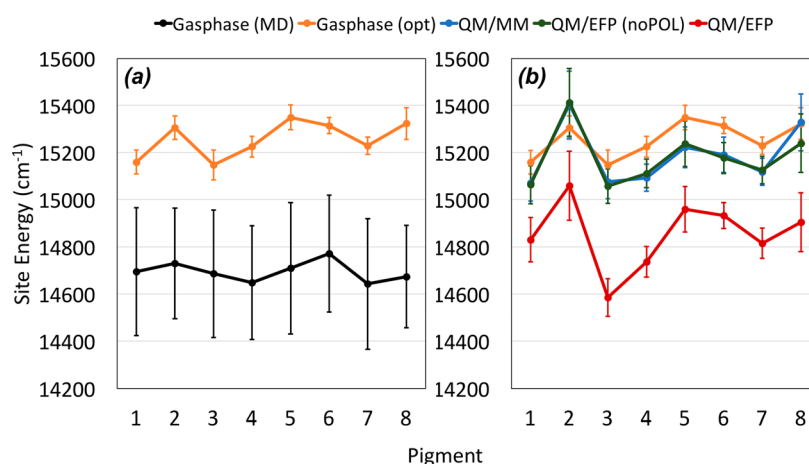 Gasphase (MD) Gasphase (opt) QM/MM QM/EFP (noPOL) QM/EFP
15600 15600
(a) (b)
15400 15400
15200 15200
15000 15000
14800 14800
14600 14600
14400 14400
14200 14200
Site Energy (cm-1)
1 2 3 4 5 6 7 8 1 2 3 4 5 6 7 8
Pigment